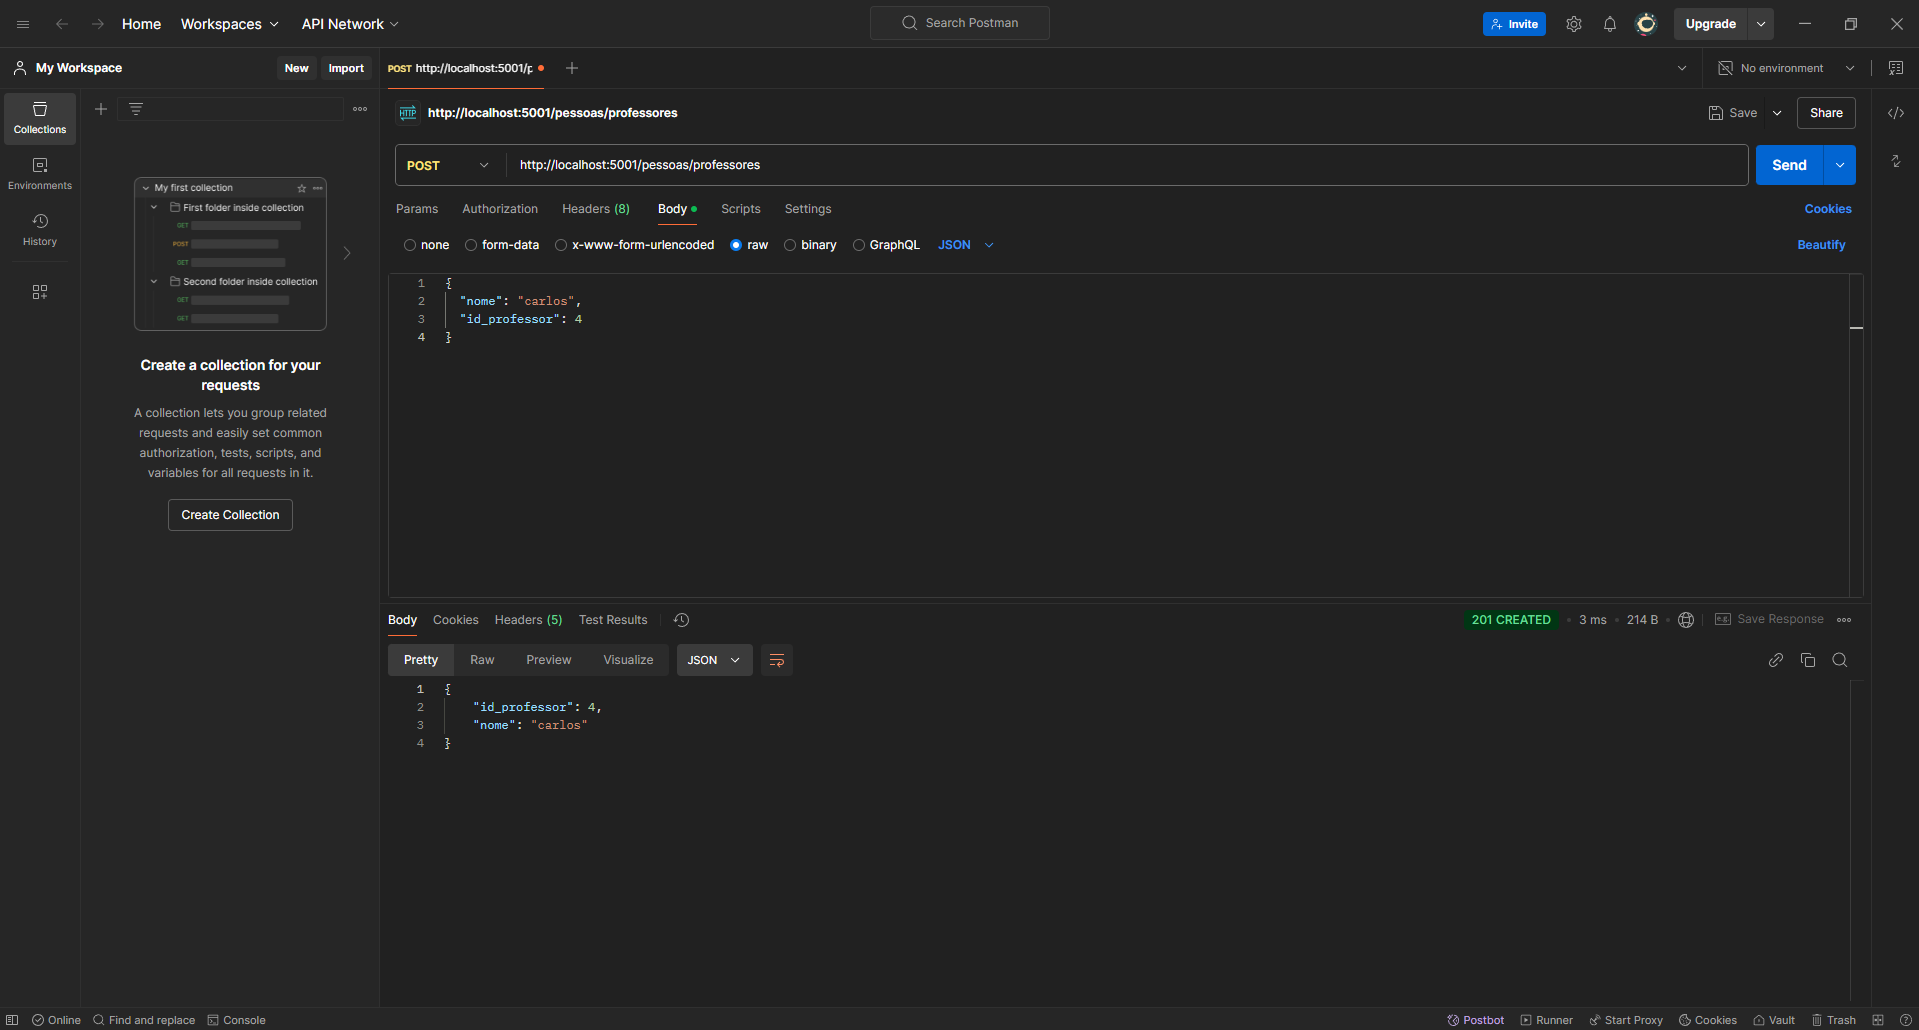 Home Workspaces API Network Search Postman Invite Upgrade
My Workspace New Import POST http://localhost:5001/p No environment
Collections
Environments
History
My first collection
First folder inside collection
GET
POST
GET
Second folder inside collection
GET
GET
Create a collection for your
requests
A collection lets you group related
requests and easily set common
authorization, tests, scripts, and
variables for all requests in it.
Create Collection
HTTP http://localhost:5001/pessoas/professores Save Share
POST http://localhost:5001/pessoas/professores Send
Params Authorization Headers (8) Body Scripts Settings Cookies
none form-data x-www-form-urlencoded raw binary GraphQL JSON Beautify
1 {
2 "nome": "carlos",
3 "id_professor": 4
4 }
Body Cookies Headers (5) Test Results 201 CREATED 3 ms 214 B e.g. Save Response
Pretty Raw Preview Visualize JSON
1 {
2 "id_professor": 4,
3 "nome": "carlos"
4 }
Online Find and replace Console Postbot Runner Start Proxy Cookies Vault Trash